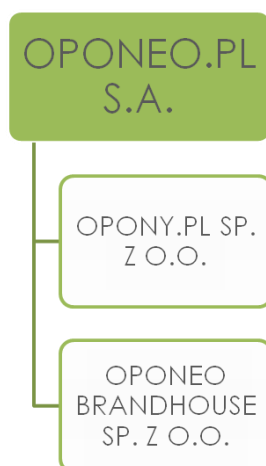 OPONEO.PL
S.A.
OPONY.PL SP.
Z O.O.
OPONEO
BRANDHOUSE
SP. Z O.O.